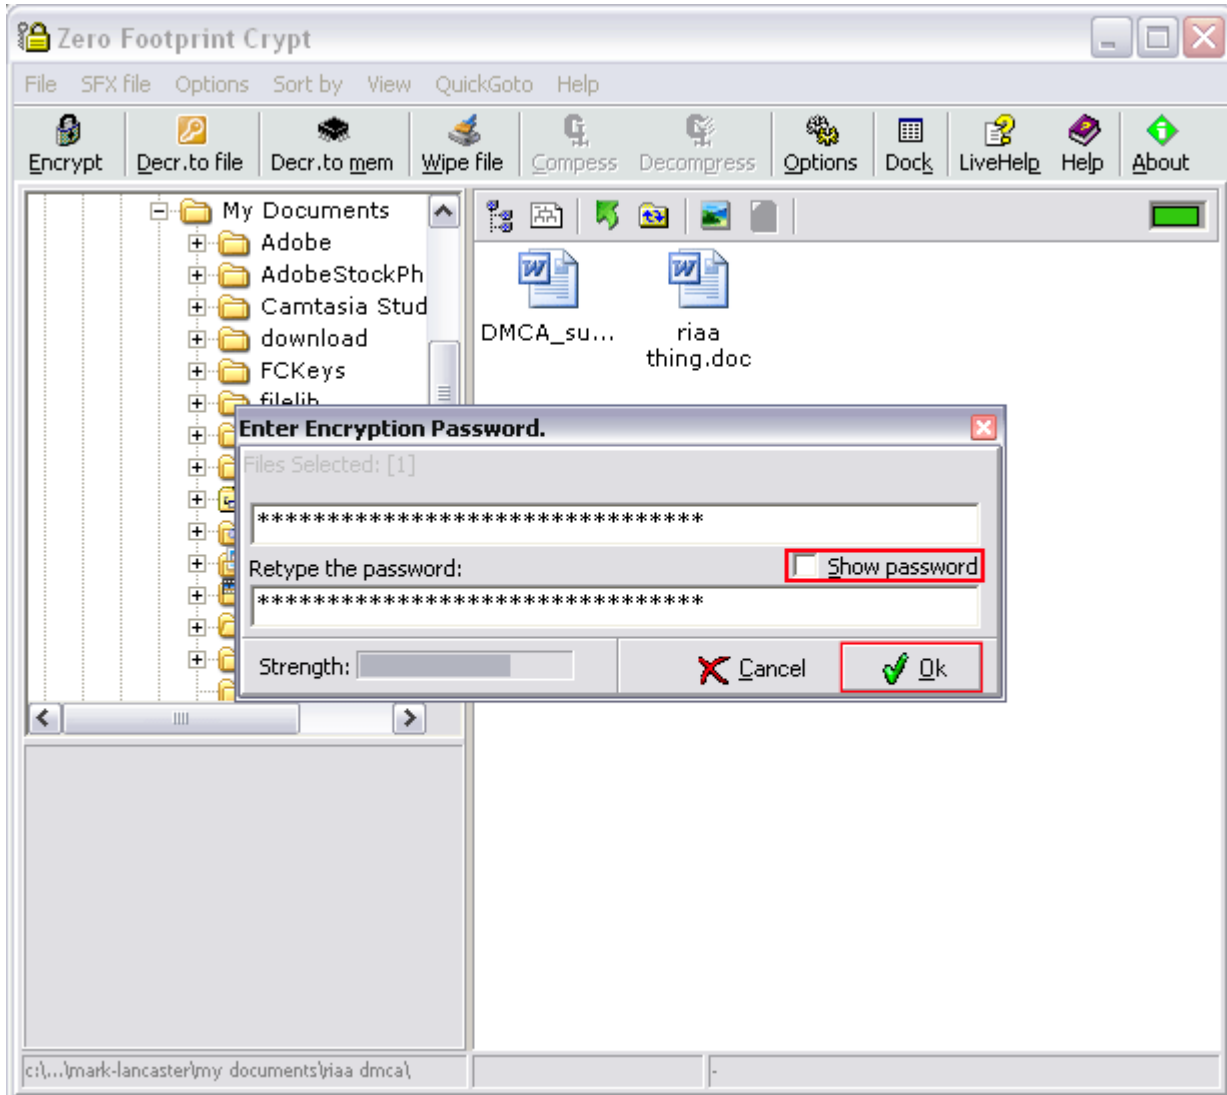 Zero Footprint Crypt
File SFX file Options Sort by View QuickGoto Help
Encrypt Decr.to file Decr.to mem Wipe file Compess Decompress Options Dock LiveHelp Help About
My Documents
Adobe
AdobeStockPh
Camtasia Stud
download
FCKeys
filelib
DMCA_su...
riaa
thing.doc
Enter Encryption Password.
Files Selected: [1]
********************************
Retype the password:
Show password
********************************
Strength:
Cancel
Ok
c:\...\mark-lancaster\my documents\riaa dmca\
-